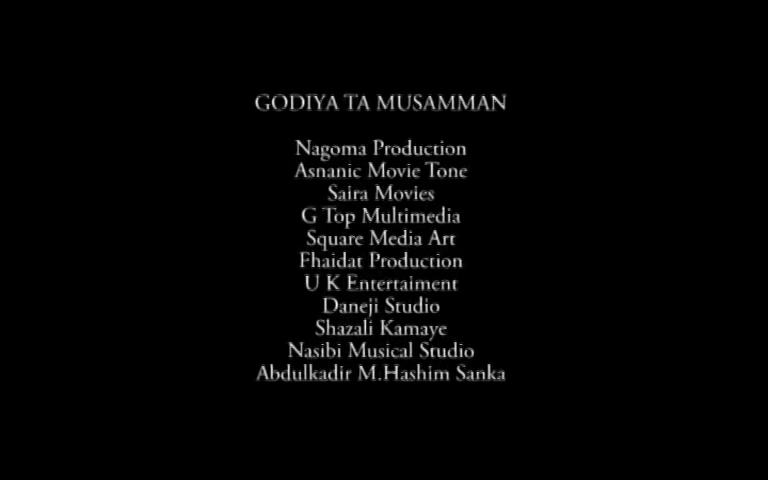 GODIYA TA MUSAMMAN
Nagoma Production
Asnanic Movie Tone
Saira Movies
G Top Multimedia
Square Media Art
Fhaidat Production
U K Entertaiment
Daneji Studio
Shazali Kamaye
Nasibi Musical Studio
Abdulkadir M.Hashim Sanka